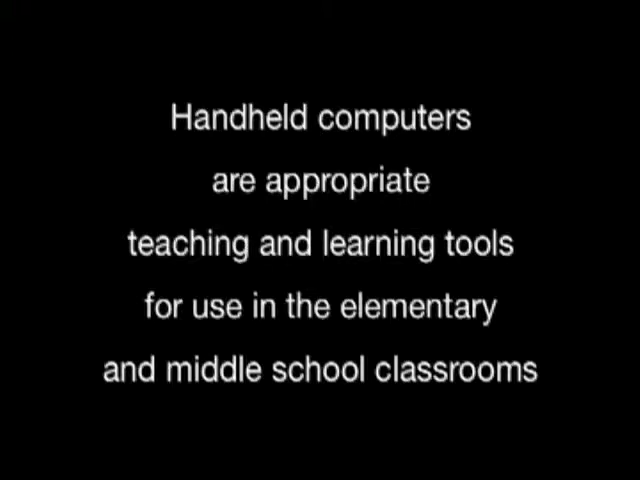 Handheld computers
are appropriate
teaching and learning tools
for use in the elementary
and middle school classrooms